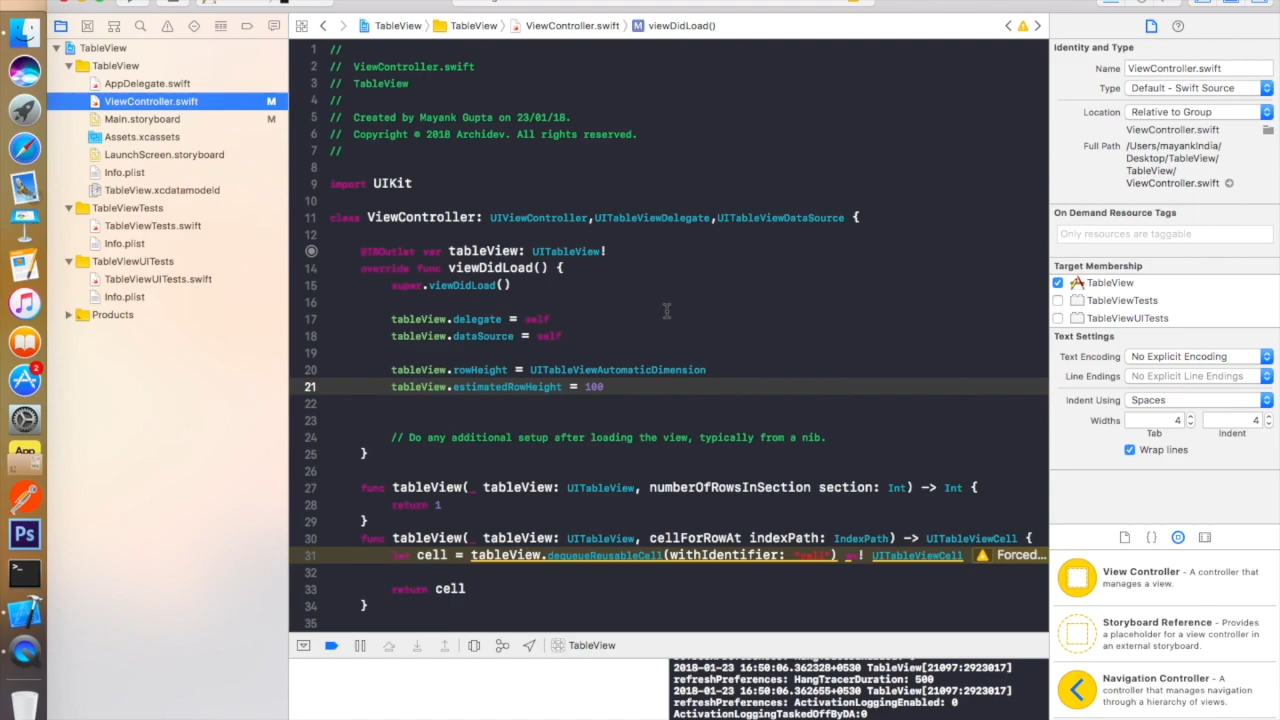 TableView
TableView
ViewController.swift
viewDidLoad()
TableView
TableView
AppDelegate.swift
ViewController.swift M
Main.storyboard M
Assets.xcassets
LaunchScreen.storyboard
Info.plist
TableView.xcdatamodeld
TableViewTests
TableViewTests.swift
Info.plist
TableViewUITests
TableViewUITests.swift
Info.plist
Products
2
App
Ps
1 //
2 // ViewController.swift
3 // TableView
4 //
5 // Created by Mayank Gupta on 23/01/18.
6 // Copyright © 2018 Archidev. All rights reserved.
7 //
8
9 import UIKit
10
11 class ViewController: UIViewController,UITableViewDelegate,UITableViewDataSource {
12
@IBOutlet var tableView: UITableView!
14 override func viewDidLoad() {
15 super.viewDidLoad()
16
17 tableView.delegate = self
18 tableView.dataSource = self
19
20 tableView.rowHeight = UITableViewAutomaticDimension
21 tableView.estimatedRowHeight = 100
22
23
24 // Do any additional setup after loading the view, typically from a nib.
25 }
26
27 func tableView(_ tableView: UITableView, numberOfRowsInSection section: Int) -> Int {
28 return 1
29 }
30 func tableView(_ tableView: UITableView, cellForRowAt indexPath: IndexPath) -> UITableViewCell {
31 let cell = tableView.dequeueReusableCell(withIdentifier: "cell") as! UITableViewCell Forced...
32
33 return cell
34 }
35
TableView
2018-01-23 16:50:06.362328+0530 TableView[21097:2923017]
refreshPreferences: HangTracerDuration: 500
2018-01-23 16:50:06.362655+0530 TableView[21097:2923017]
refreshPreferences: ActivationLoggingEnabled: 0
ActivationLoggingTaskedOffByDA:0
Identity and Type
Name ViewController.swift
Type Default - Swift Source
Location Relative to Group
ViewController.swift
Full Path /Users/mayankindia/
Desktop/TableView/
TableView/
ViewController.swift
On Demand Resource Tags
Only resources are taggable
Target Membership
TableView
TableViewTests
TableViewUITests
Text Settings
Text Encoding No Explicit Encoding
Line Endings No Explicit Line Endings
Indent Using Spaces
Widths 4 4
Tab Indent
Wrap lines
{ }
View Controller - A controller that
manages a view.
Storyboard Reference - Provides
a placeholder for a view controller in
an external storyboard.
Navigation Controller - A
controller that manages navigation
through a hierarchy of views.